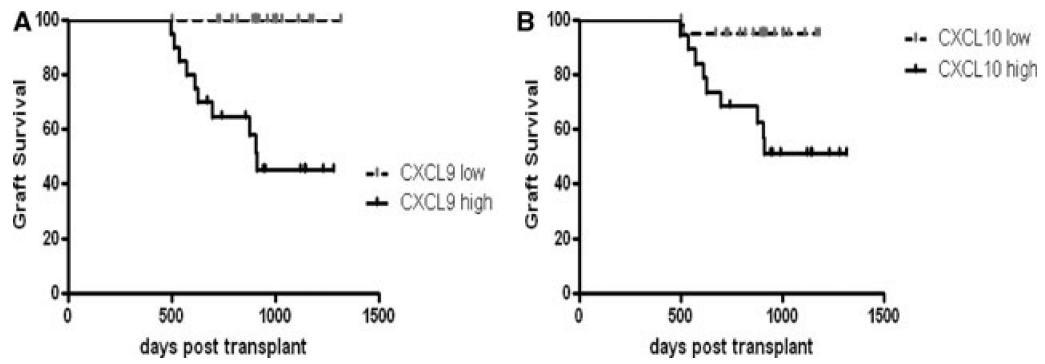 A
Graft Survival
100
80
60
40
20
0
0 500 1000 1500
days post transplant
CXCL9 low
CXCL9 high
B
Graft Survival
100
80
60
40
20
0
0 500 1000 1500
days post transplant
CXCL10 low
CXCL10 high